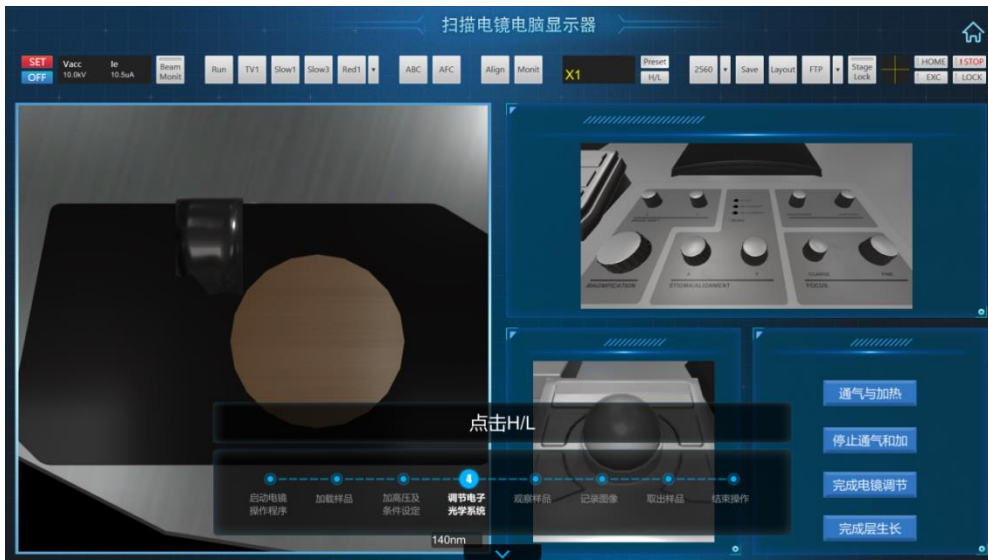 扫描电镜电脑显示器
SET Vacc Ie
OFF 10.0kV 10.5uA
Beam
Monit
Run TV1 Slow1 Slow3 Red1 ABC AFC Align Monit
X1
Preset
H/L
2560 Save Layout FTP
Stage
Lock
HOME !STOP
EXC LOCK
MAGNIFICATION STIGMA/ALIGNMENT FOCUS
X Y COARSE FINE
通气与加热
停止通气和加
完成电镜调节
完成层生长
点击H/L
4
启动电镜
操作程序
加载样品
加高压及
条件设定
调节电子
光学系统
观察样品
记录图像
取出样品
结束操作
140nm